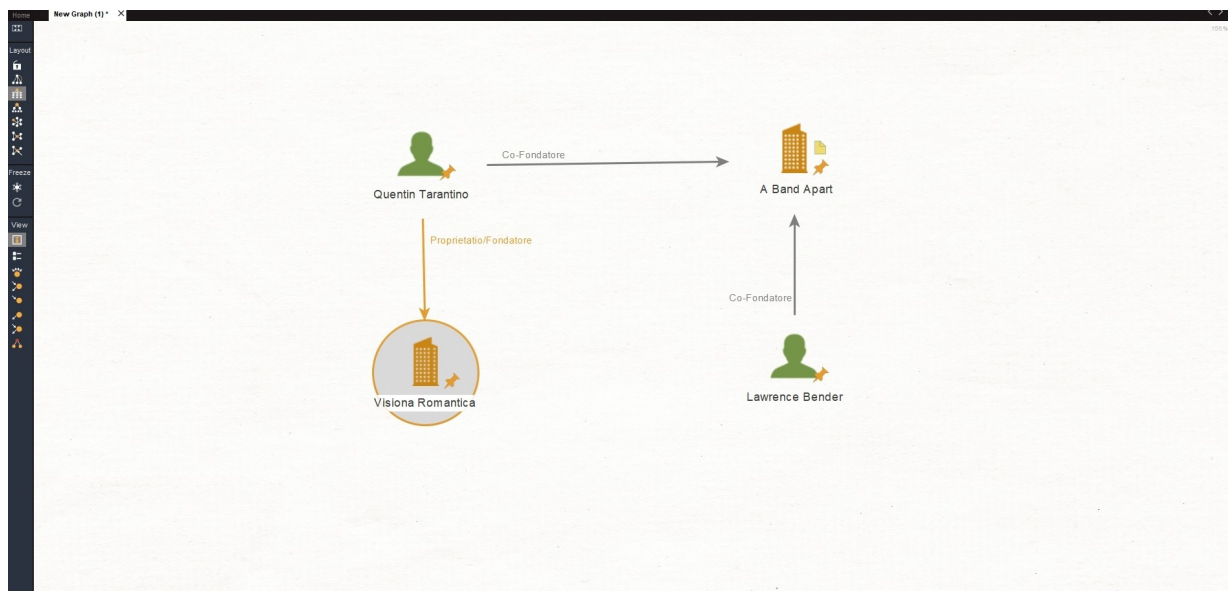 Home
New Graph (1) *
100%
Layout
Freeze
View
Co-Fondatore
Quentin Tarantino
A Band Apart
Proprietatio/Fondatore
Co-Fondatore
Visiona Romantica
Lawrence Bender